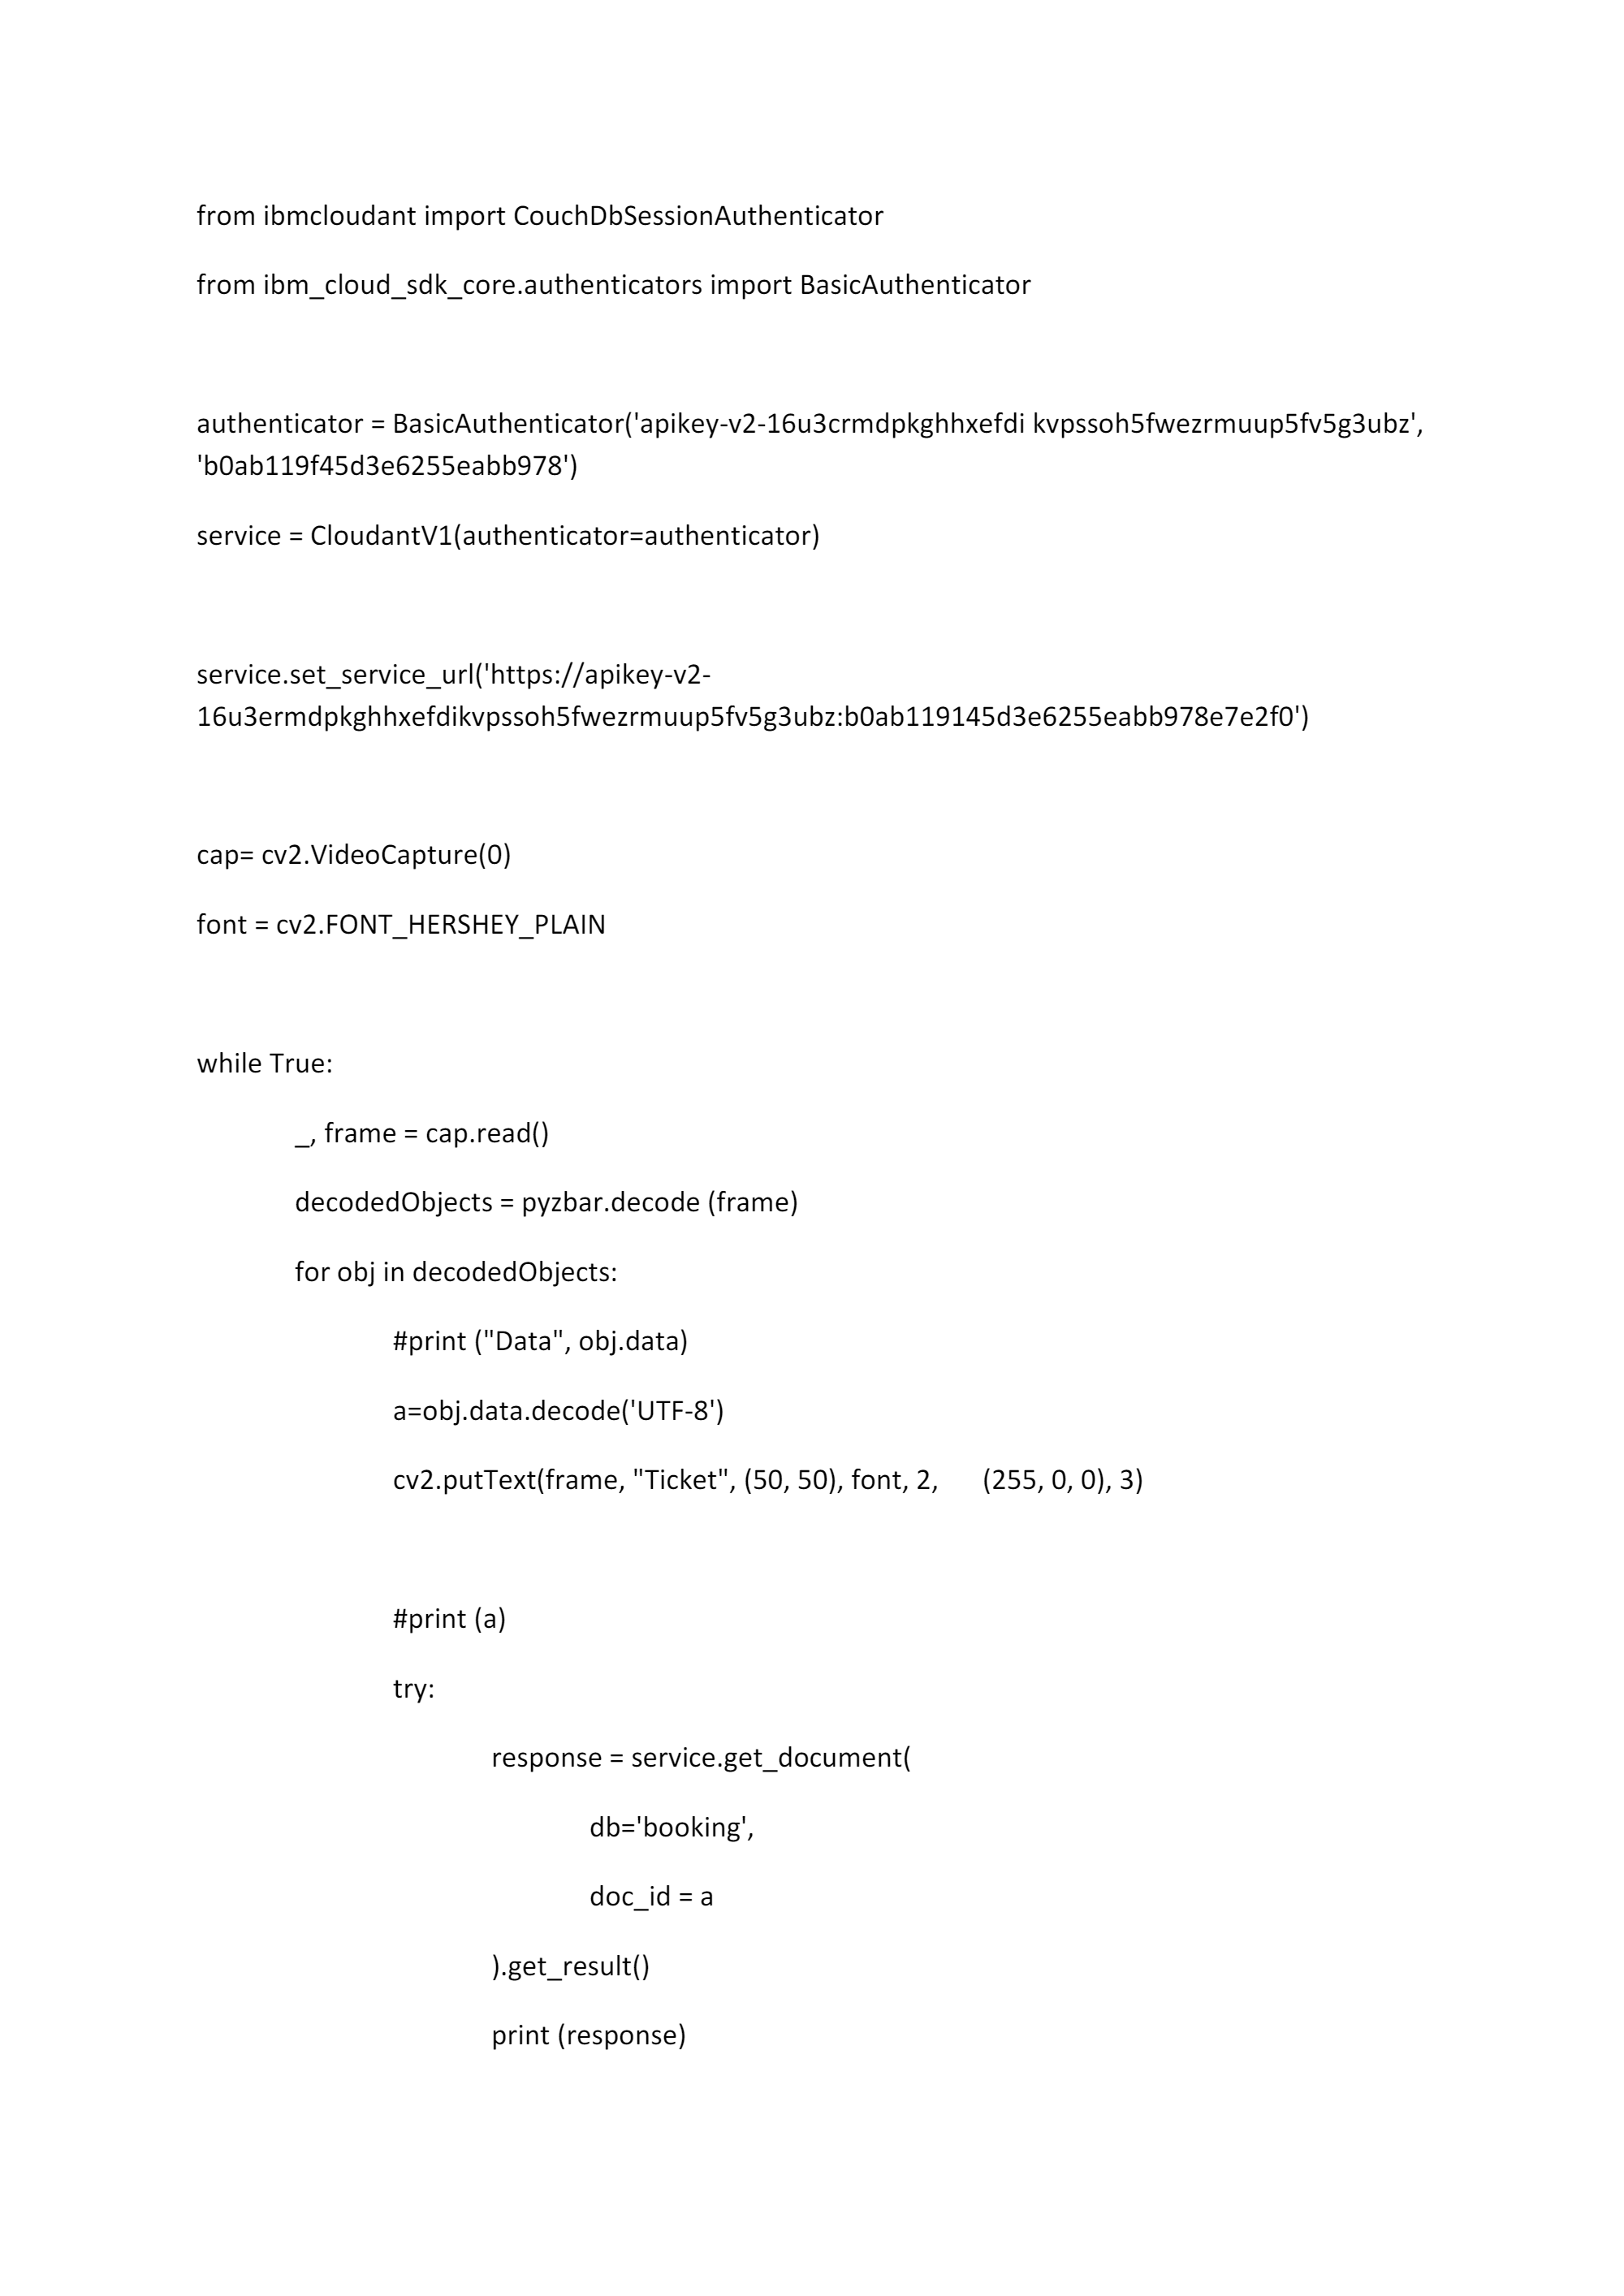 from ibmcloudant import CouchDbSessionAuthenticator
from ibm_cloud_sdk_core.authenticators import BasicAuthenticator
authenticator = BasicAuthenticator('apikey-v2-16u3crmdpkghhxefdi kvpssoh5fwezrmuup5fv5g3ubz',
'b0ab119f45d3e6255eabb978')
service = CloudantV1(authenticator=authenticator)
service.set_service_url('https://apikey-v2-
16u3ermdpkghhxefdikvpssoh5fwezrmuup5fv5g3ubz:b0ab119145d3e6255eabb978e7e2f0')
cap= cv2.VideoCapture(0)
font = cv2.FONT_HERSHEY_PLAIN
while True:
_, frame = cap.read()
decodedObjects = pyzbar.decode (frame)
for obj in decodedObjects:
#print ("Data", obj.data)
a=obj.data.decode('UTF-8')
cv2.putText(frame, "Ticket", (50, 50), font, 2, (255, 0, 0), 3)
#print (a)
try:
response = service.get_document(
db='booking',
doc_id = a
).get_result()
print (response)